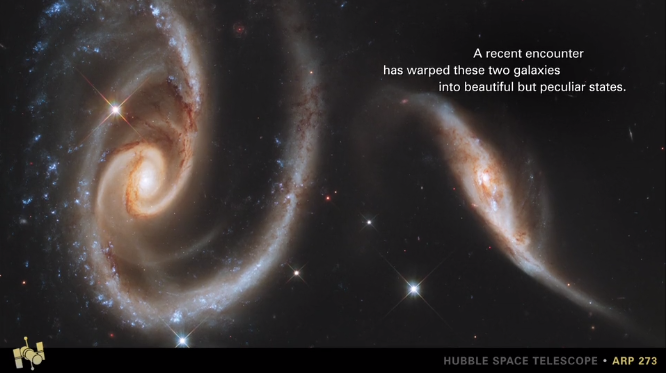 A recent encounter
has warped these two galaxies
into beautiful but peculiar states.
HUBBLE SPACE TELESCOPE • ARP 273